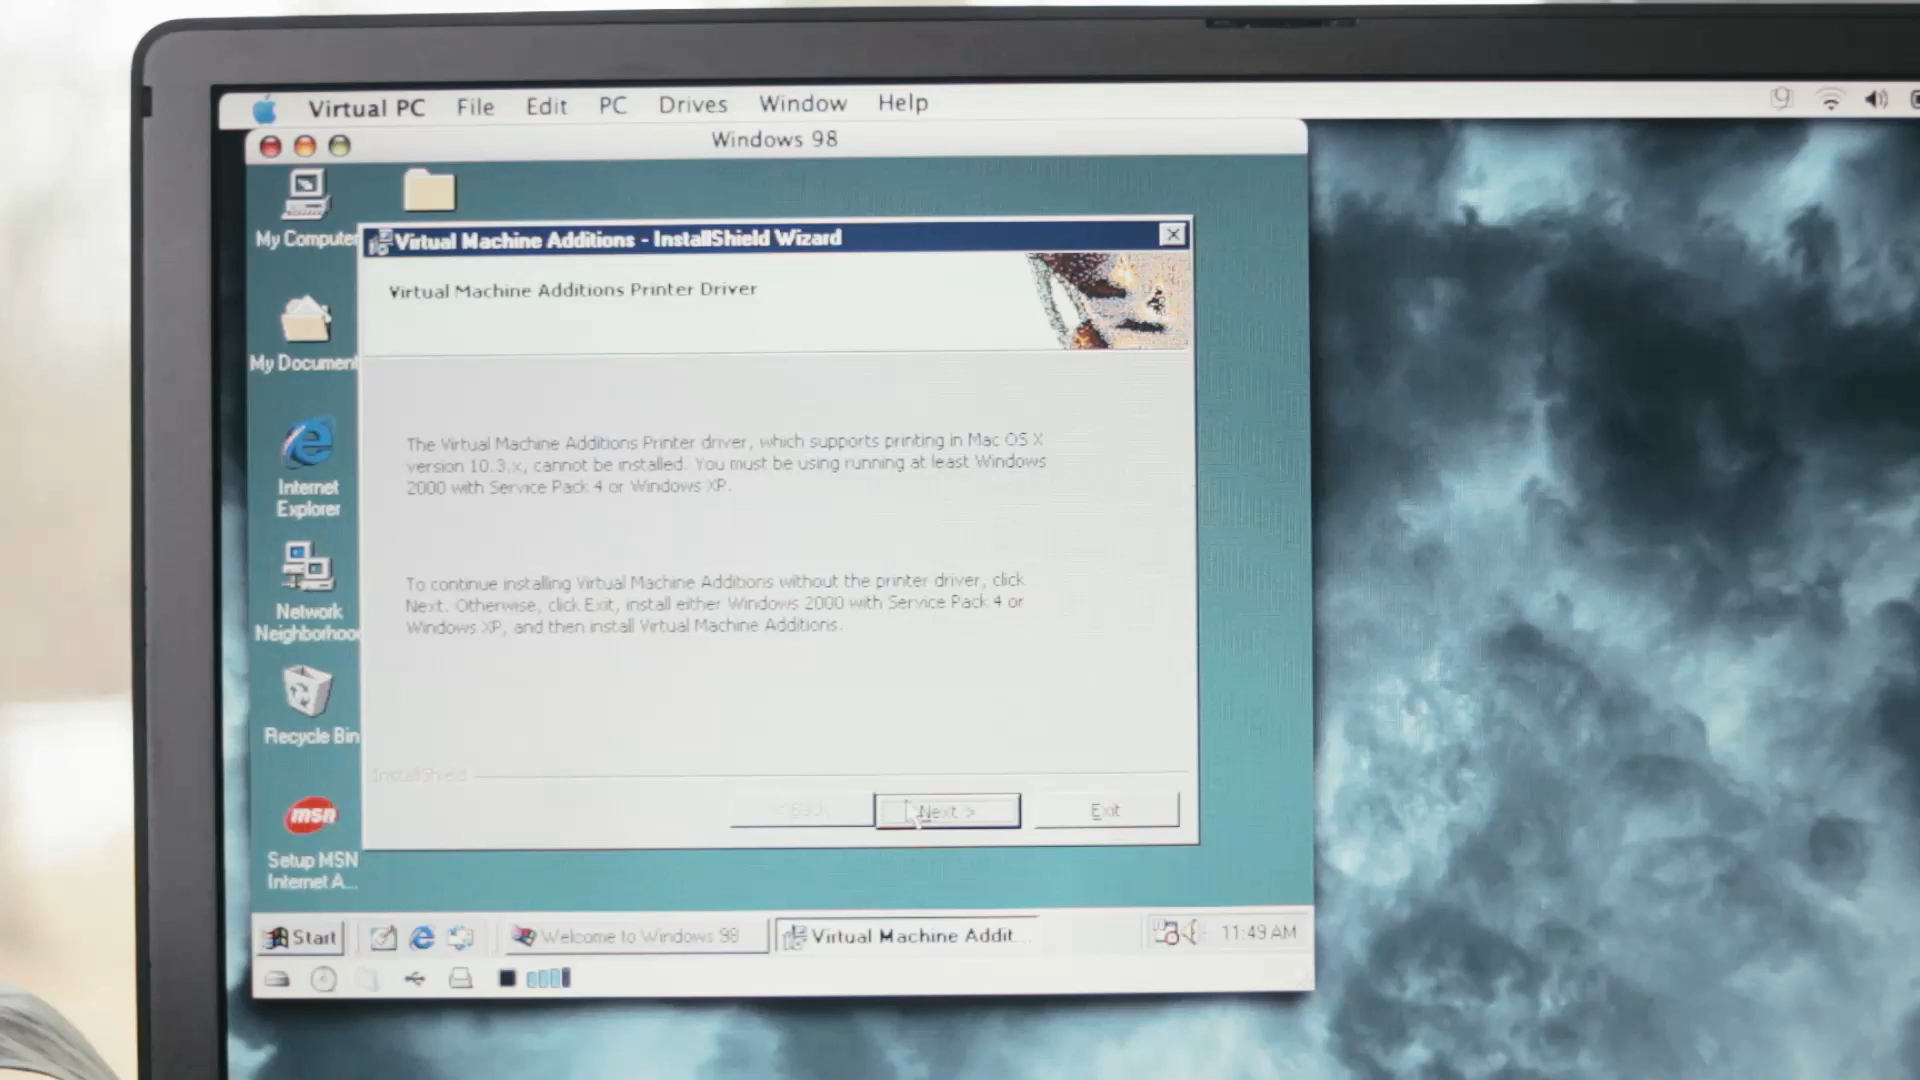 Virtual PC File Edit PC Drives Window Help
Windows 98
My Computer
Virtual Machine Additions - InstallShield Wizard
Virtual Machine Additions Printer Driver
My Document
The Virtual Machine Additions Printer driver, which supports printing in Mac OS X
version 10.3.x, cannot be installed. You must be using running at least Windows
2000 with Service Pack 4 or Windows XP.
Internet
Explorer
To continue installing Virtual Machine Additions without the printer driver, click
Next. Otherwise, click Exit, install either Windows 2000 with Service Pack 4 or
Windows XP, and then install Virtual Machine Additions.
Network
Neighborhoo
Recycle Bin
InstallShield
< Back Next > Exit
msn
Setup MSN
Internet A...
Start Welcome to Windows 98 Virtual Machine Addit... 11:49 AM